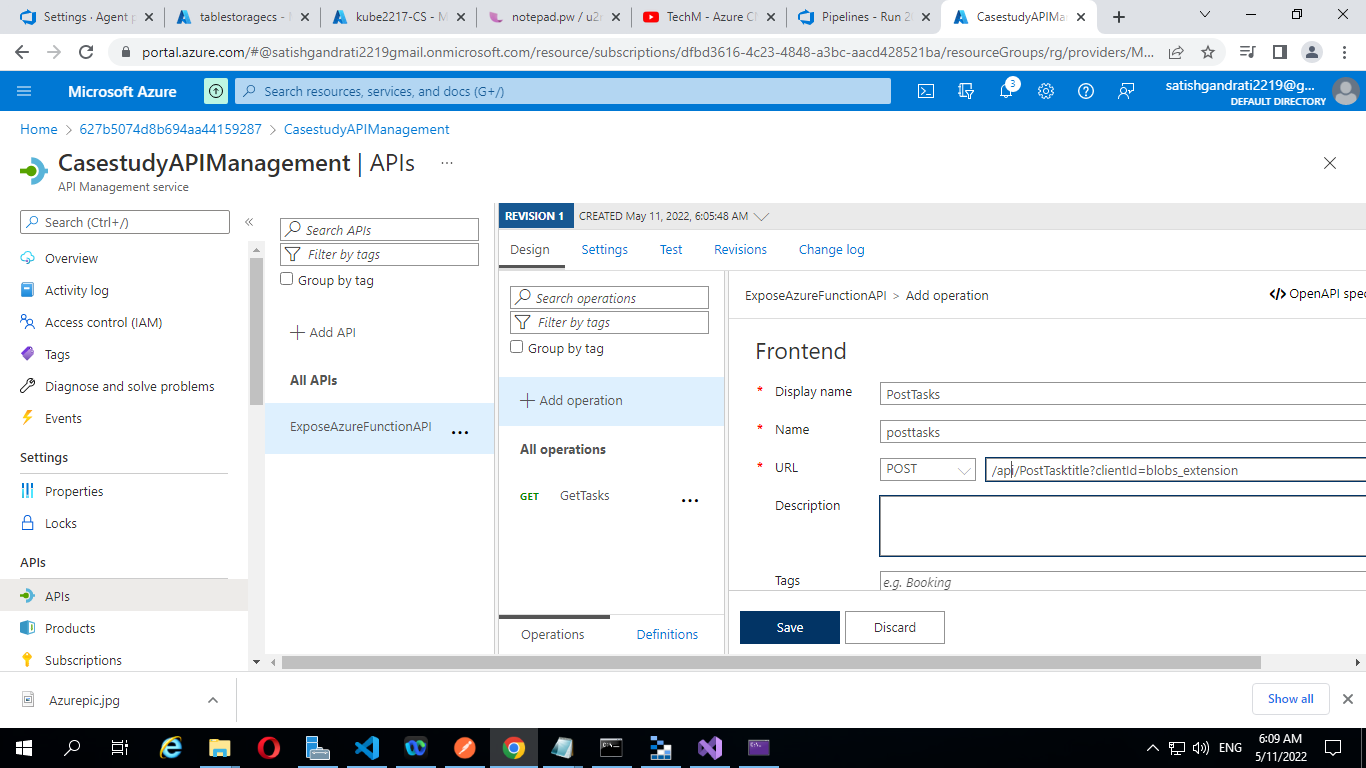 Settings · Agent p
tablestoragecs - 
kube2217-CS - M
notepad.pw / u2
TechM - Azure Cl
Pipelines - Run 2
CasestudyAPIMa
portal.azure.com/#@satishgandrati2219gmail.onmicrosoft.com/resource/subscriptions/dfbd3616-4c23-4848-a3bc-aacd428521ba/resourceGroups/rg/providers/M...
Microsoft Azure
Search resources, services, and docs (G+/)
3
satishgandrati2219@g...
DEFAULT DIRECTORY
Home > 627b5074d8b694aa44159287 > CasestudyAPIManagement
CasestudyAPIManagement | APIs ...
API Management service
Search (Ctrl+/)
«
Overview
Activity log
Access control (IAM)
Tags
Diagnose and solve problems
Events
Settings
Properties
Locks
APIs
APIs
Products
Subscriptions
Search APIs
Filter by tags
Group by tag
Add API
All APIs
ExposeAzureFunctionAPI ...
REVISION 1 CREATED May 11, 2022, 6:05:48 AM
Design Settings Test Revisions Change log
Search operations
Filter by tags
Group by tag
Add operation
All operations
GET GetTasks ...
Operations Definitions
ExposeAzureFunctionAPI > Add operation
</> OpenAPI spec
Frontend
* Display name PostTasks
* Name posttasks
* URL POST /api/PostTasktitle?clientId=blobs_extension
Description
Tags e.g. Booking
Save Discard
Azurepic.jpg
Show all
ENG
6:09 AM
5/11/2022